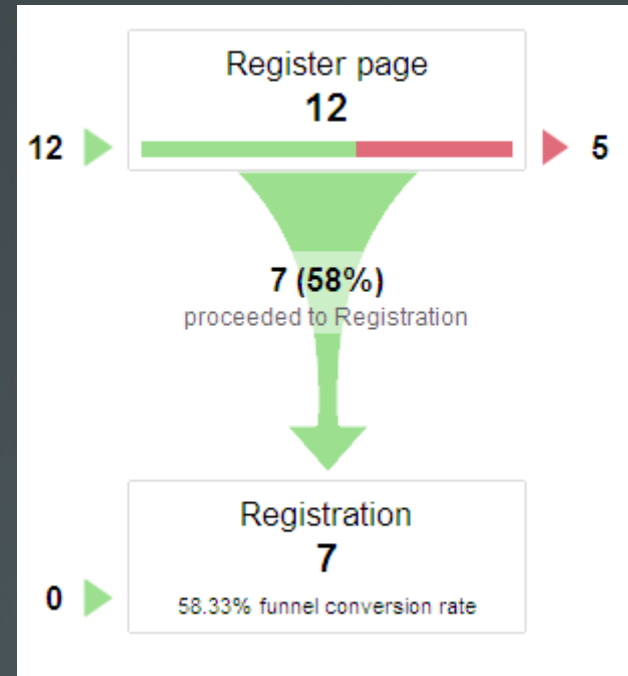 Register page
12
12
5
7 (58%)
proceeded to Registration
Registration
7
0
58.33% funnel conversion rate